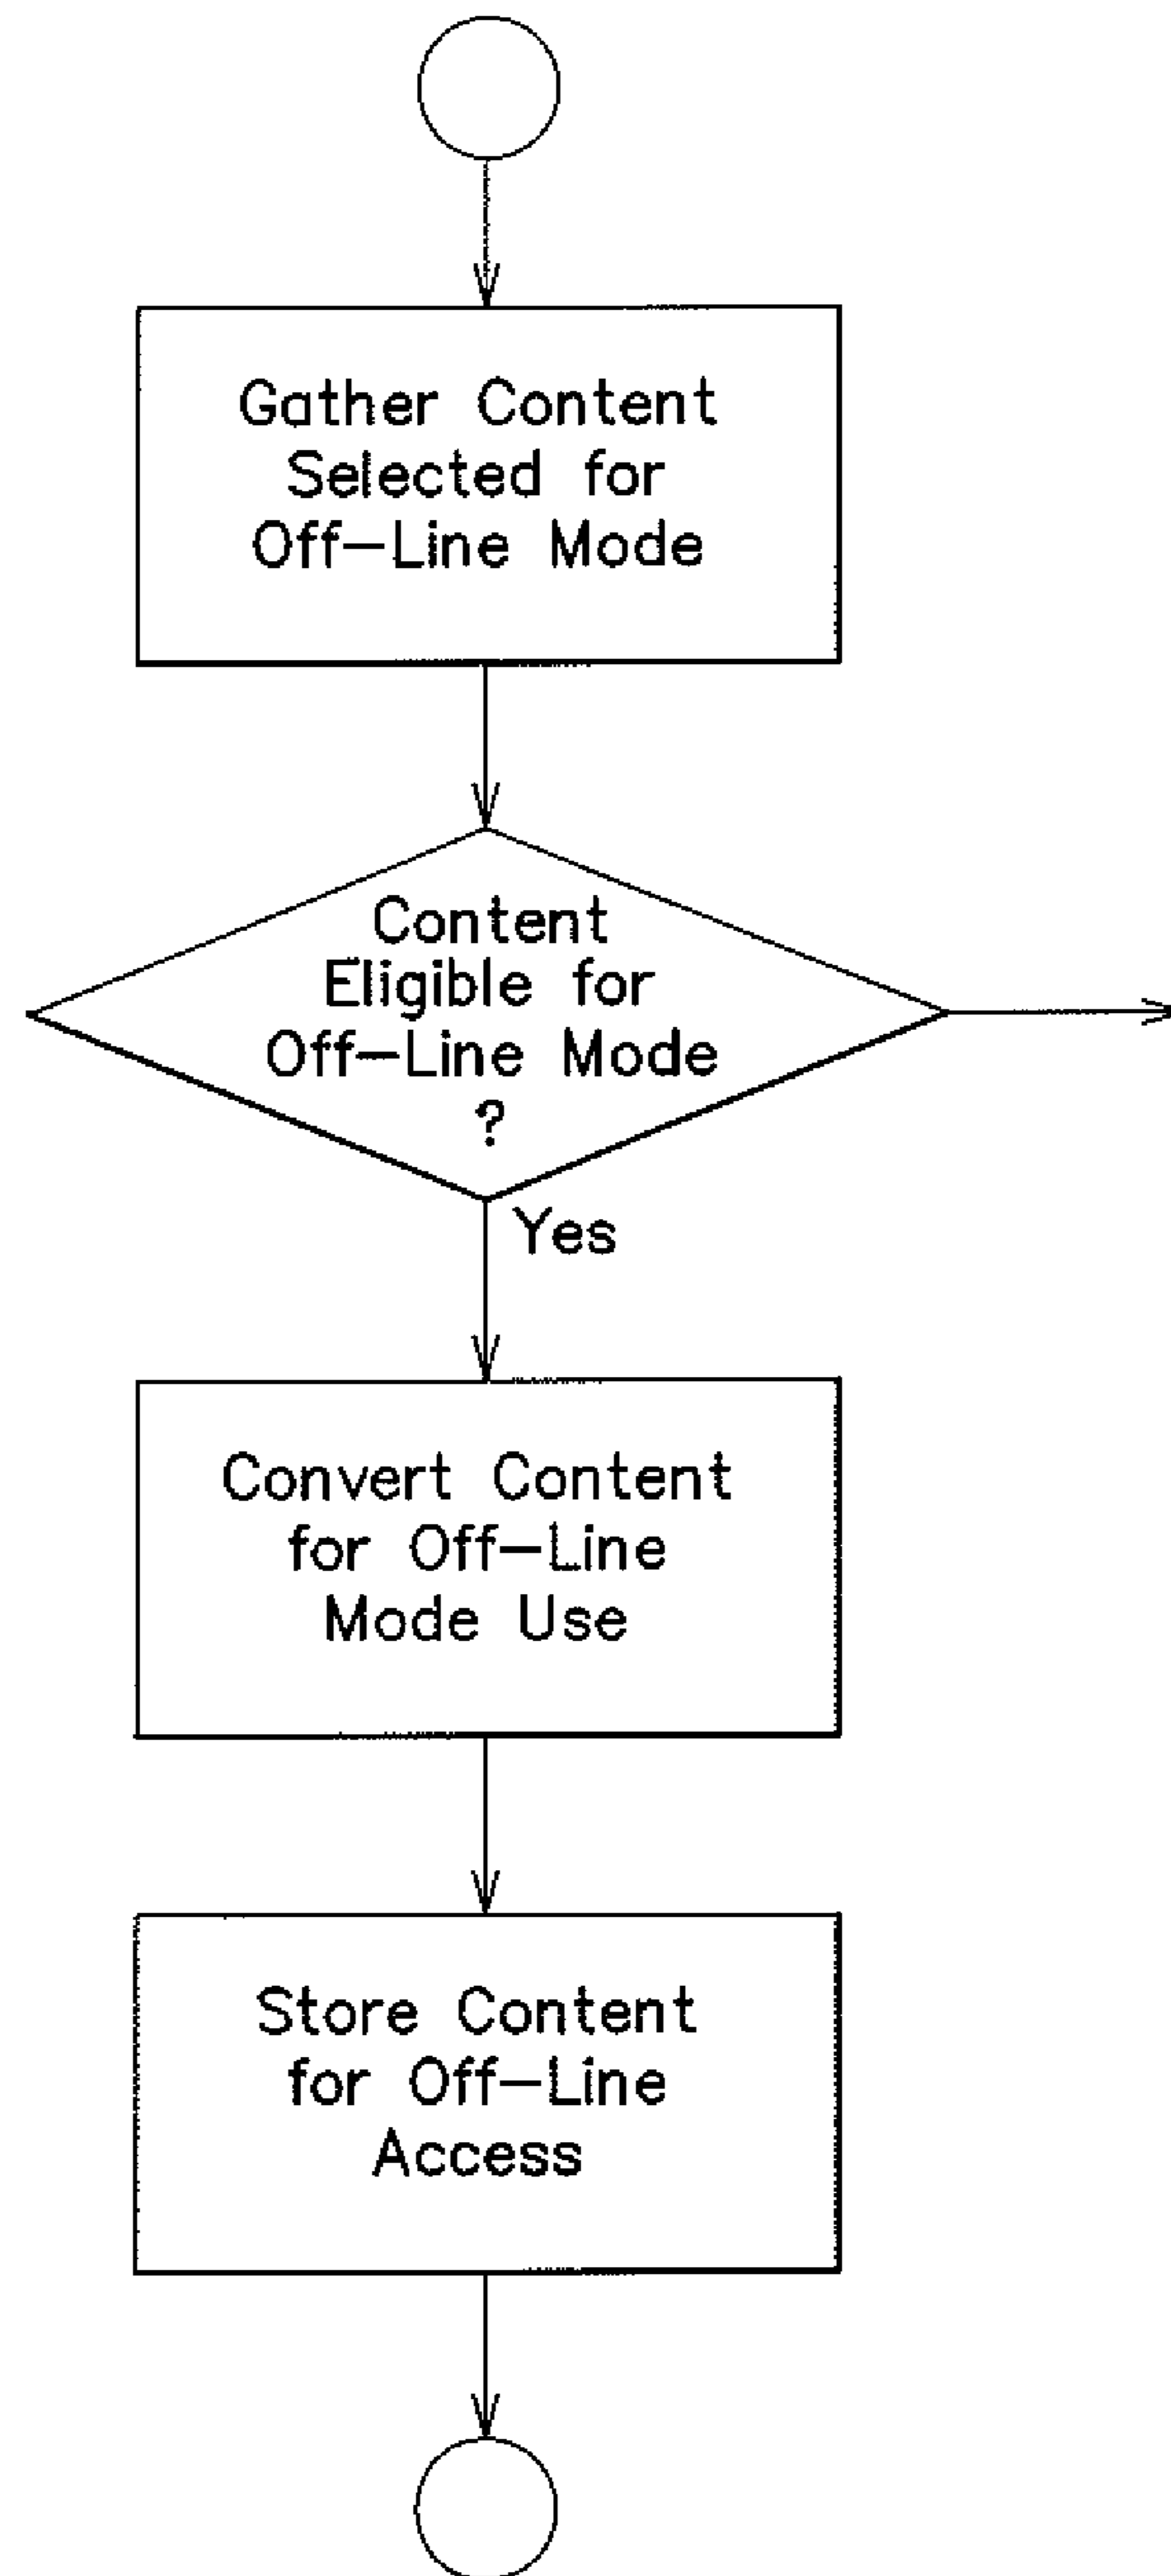 Gather Content
Selected for
Off-Line Mode
Content
Eligible for
Off-Line Mode
?
Yes
Convert Content
for Off-Line
Mode Use
Store Content
for Off-Line
Access